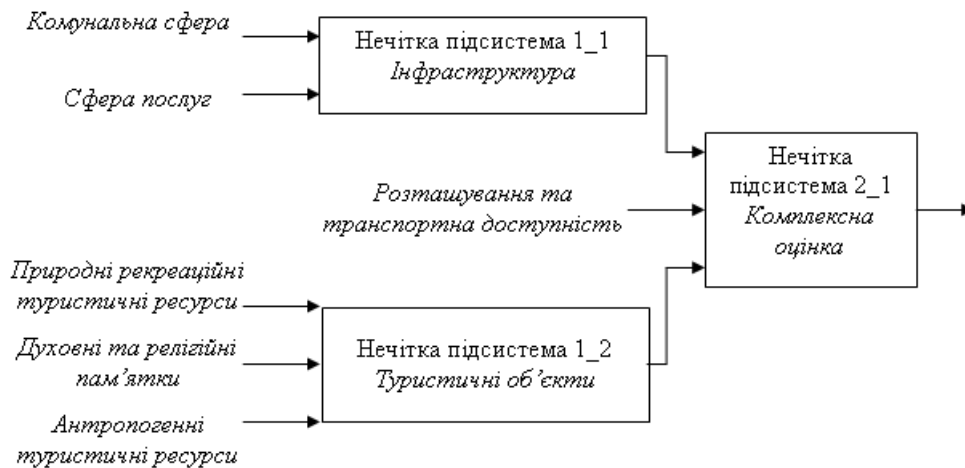 Комунальна сфера
Сфера послуг
Нечітка підсистема 1_1
Інфраструктура
Розташування та
транспортна доступність
Нечітка
підсистема 2_1
Комплексна
оцінка
Природні рекреаційні
туристичні ресурси
Духовні та релігійні
пам’ятки
Антропогенні
туристичні ресурси
Нечітка підсистема 1_2
Туристичні об’єкти